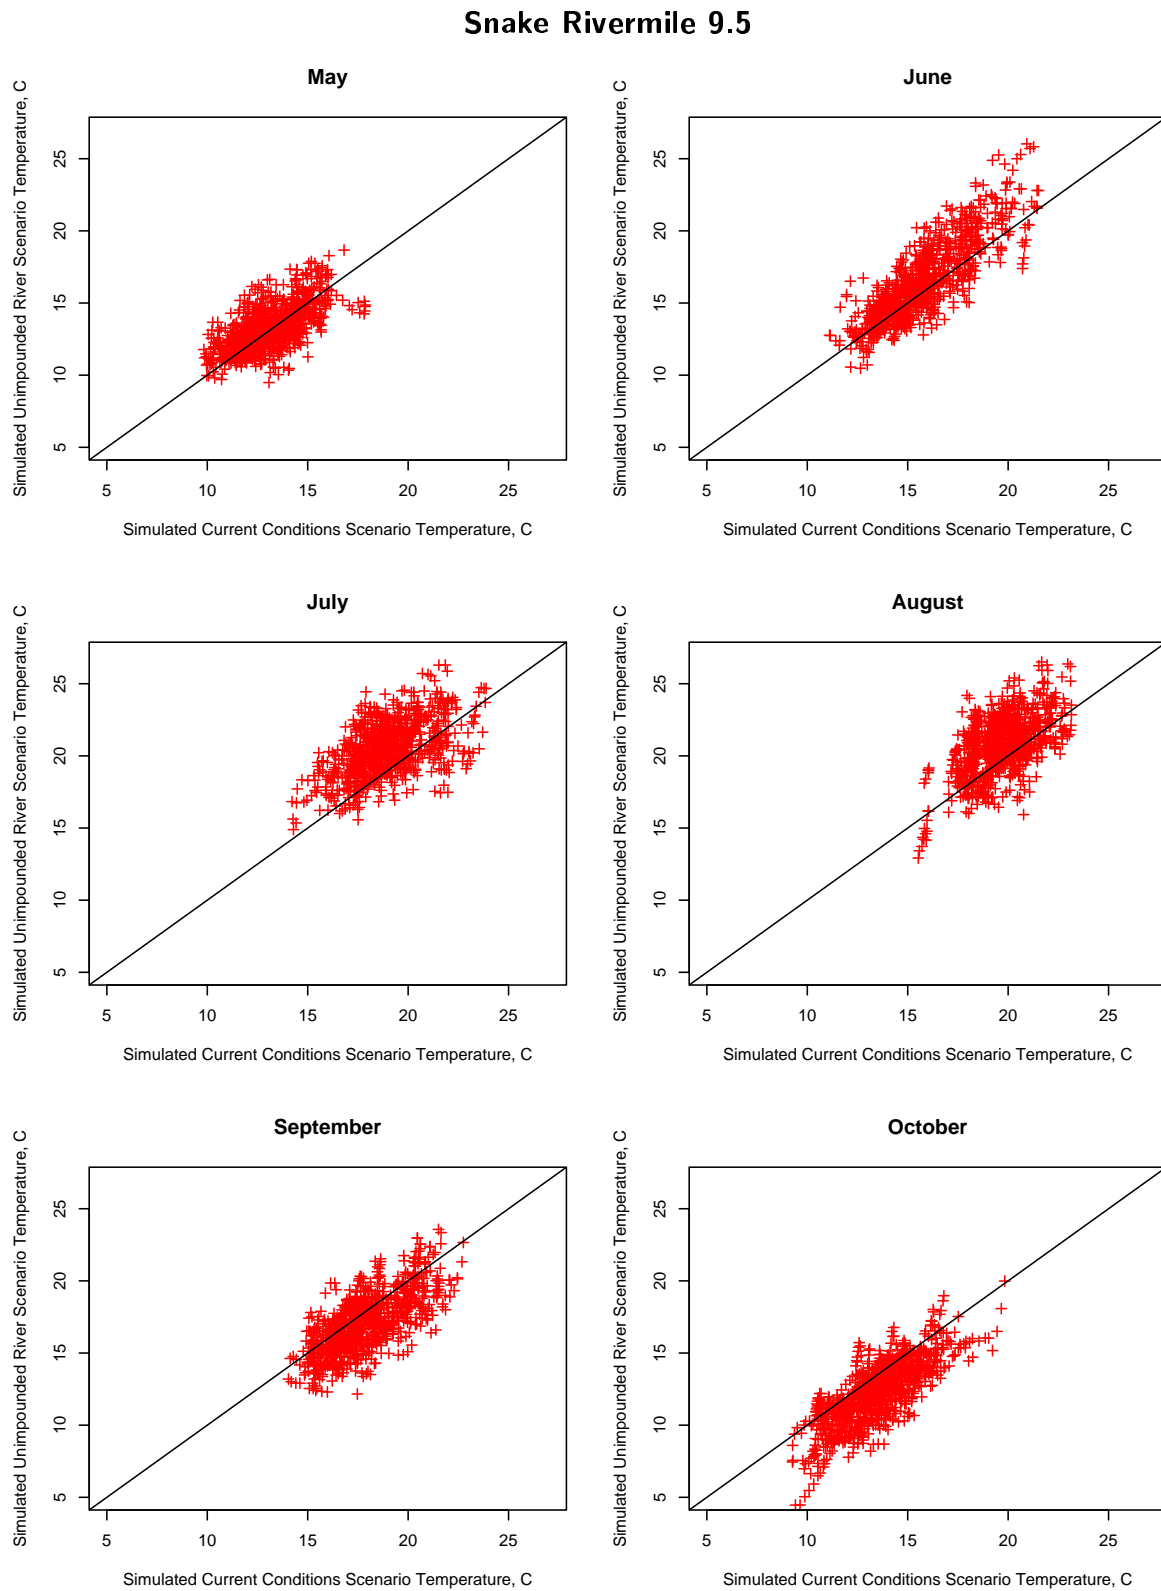 Snake Rivermile 9.5
May
Simulated Unimpounded River Scenario Temperature, C
25
20
15
10
5
5 10 15 20 25
Simulated Current Conditions Scenario Temperature, C
June
Simulated Unimpounded River Scenario Temperature, C
25
20
15
10
5
5 10 15 20 25
Simulated Current Conditions Scenario Temperature, C
July
Simulated Unimpounded River Scenario Temperature, C
25
20
15
10
5
5 10 15 20 25
Simulated Current Conditions Scenario Temperature, C
August
Simulated Unimpounded River Scenario Temperature, C
25
20
15
10
5
5 10 15 20 25
Simulated Current Conditions Scenario Temperature, C
September
Simulated Unimpounded River Scenario Temperature, C
25
20
15
10
5
5 10 15 20 25
Simulated Current Conditions Scenario Temperature, C
October
Simulated Unimpounded River Scenario Temperature, C
25
20
15
10
5
5 10 15 20 25
Simulated Current Conditions Scenario Temperature, C